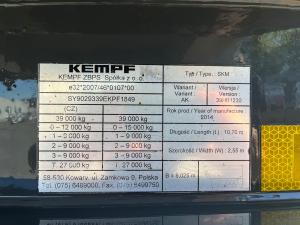 KEMPF
KEMPF ZBPS Spółka z o.o.
e32*2007/46*0107*00
SY9029339EKPF1849
(CZ)
39 000 kg 39 000 kg
0 – 12 000 kg 0 – 15 000 kg
1 – 9 000 kg
2 – 9 000 kg 2 – 9 000 kg
3 – 9 000 kg 3 – 9 000 kg
T: 27 000 kg T: 27 000 kg
58-530 Kowary, ul. Zamkowa 9, Polska
Typ / Type: SKM
Wariant / Variant : AK
Wersja / Version :
Rok prod / Year of manufacture
2014
Długość / Length (L) : 10,70 m
Szerokość / Width (W) : 2,55 m